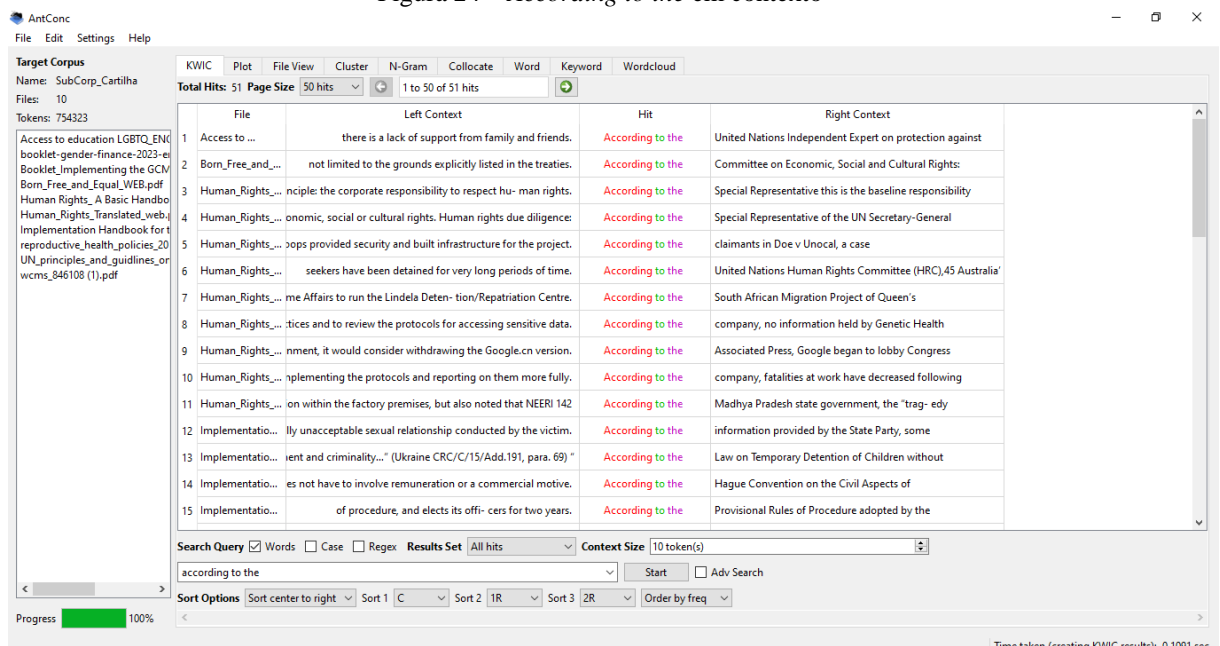 Figura 24 – According to the em contexto
AntConc
File Edit Settings Help
Target Corpus
Name: SubCorp_Cartilha
Files: 10
Tokens: 754323
Access to education LGBTQ_EN
booklet-gender-finance-2023-e
Booklet_Implementing the GCM
Born_Free_and_Equal_WEB.pdf
Human Rights_ A Basic Handbo
Human_Rights_Translated_web.
Implementation Handbook for t
reproductive_health_policies_20
UN_principles_and_guidlines_or
wcms_846108 (1).pdf
Progress 100%
KWIC Plot File View Cluster N-Gram Collocate Word Keyword Wordcloud
Total Hits: 51 Page Size 50 hits 1 to 50 of 51 hits
File Left Context Hit Right Context
1 Access to ... there is a lack of support from family and friends. According to the United Nations Independent Expert on protection against
2 Born_Free_and_... not limited to the grounds explicitly listed in the treaties. According to the Committee on Economic, Social and Cultural Rights:
3 Human_Rights_... nciple: the corporate responsibility to respect hu- man rights. According to the Special Representative this is the baseline responsibility
4 Human_Rights_... onomic, social or cultural rights. Human rights due diligence: According to the Special Representative of the UN Secretary-General
5 Human_Rights_... oops provided security and built infrastructure for the project. According to the claimants in Doe v Unocal, a case
6 Human_Rights_... seekers have been detained for very long periods of time. According to the United Nations Human Rights Committee (HRC),45 Australia'
7 Human_Rights_... me Affairs to run the Lindela Deten- tion/Repatriation Centre. According to the South African Migration Project of Queen's
8 Human_Rights_... tices and to review the protocols for accessing sensitive data. According to the company, no information held by Genetic Health
9 Human_Rights_... nment, it would consider withdrawing the Google.cn version. According to the Associated Press, Google began to lobby Congress
10 Human_Rights_... nplementing the protocols and reporting on them more fully. According to the company, fatalities at work have decreased following
11 Human_Rights_... on within the factory premises, but also noted that NEERI 142 According to the Madhya Pradesh state government, the "trag- edy
12 Implementatio... lly unacceptable sexual relationship conducted by the victim. According to the information provided by the State Party, some
13 Implementatio... ent and criminality..." (Ukraine CRC/C/15/Add.191, para. 69) " According to the Law on Temporary Detention of Children without
14 Implementatio... es not have to involve remuneration or a commercial motive. According to the Hague Convention on the Civil Aspects of
15 Implementatio... of procedure, and elects its offi- cers for two years. According to the Provisional Rules of Procedure adopted by the
Search Query Words Case Regex Results Set All hits Context Size 10 token(s)
according to the Start Adv Search
Sort Options Sort center to right Sort 1 C Sort 2 1R Sort 3 2R Order by freq
Time taken (creating KWIC results): 0.1091 sec